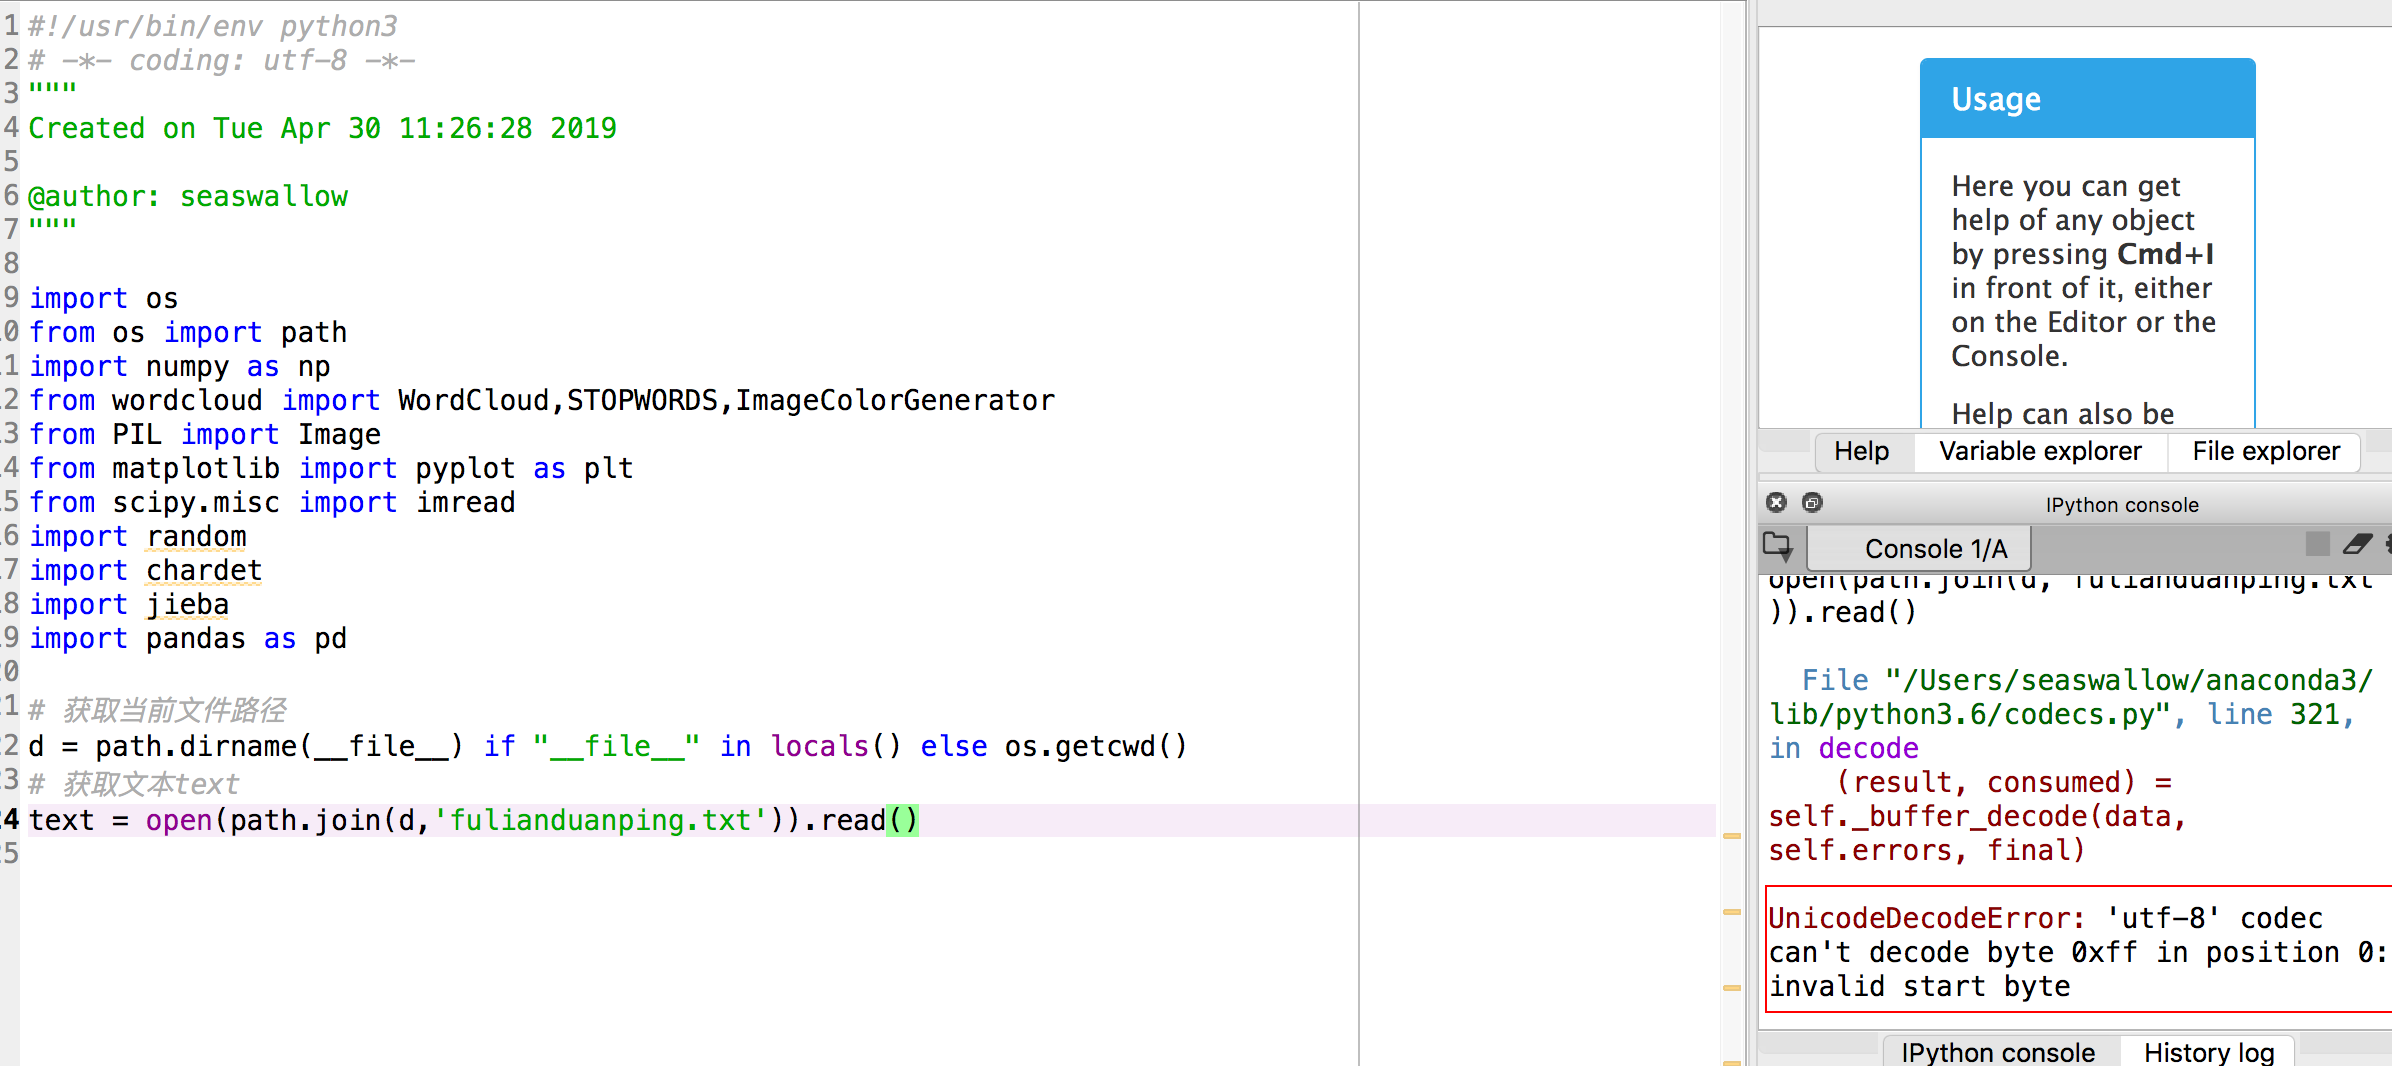 1 #!/usr/bin/env python3
2 # -*- coding: utf-8 -*-
3 """
4 Created on Tue Apr 30 11:26:28 2019
5
6 @author: seaswallow
7 """
8
9 import os
0 from os import path
1 import numpy as np
2 from wordcloud import WordCloud,STOPWORDS,ImageColorGenerator
3 from PIL import Image
4 from matplotlib import pyplot as plt
5 from scipy.misc import imread
6 import random
7 import chardet
8 import jieba
9 import pandas as pd
0
1 # 获取当前文件路径
2 d = path.dirname(__file__) if "__file__" in locals() else os.getcwd()
3 # 获取文本text
4 text = open(path.join(d,'fulianduanping.txt')).read()
5
Usage
Here you can get
help of any object
by pressing Cmd+I
in front of it, either
on the Editor or the
Console.
Help can also be
Help Variable explorer File explorer
IPython console
Console 1/A
open(path.join(d,'fulianduanping.txt'
)).read()
File "/Users/seaswallow/anaconda3/
lib/python3.6/codecs.py", line 321,
in decode
(result, consumed) =
self._buffer_decode(data,
self.errors, final)
UnicodeDecodeError: 'utf-8' codec
can't decode byte 0xff in position 0:
invalid start byte
IPython console History log